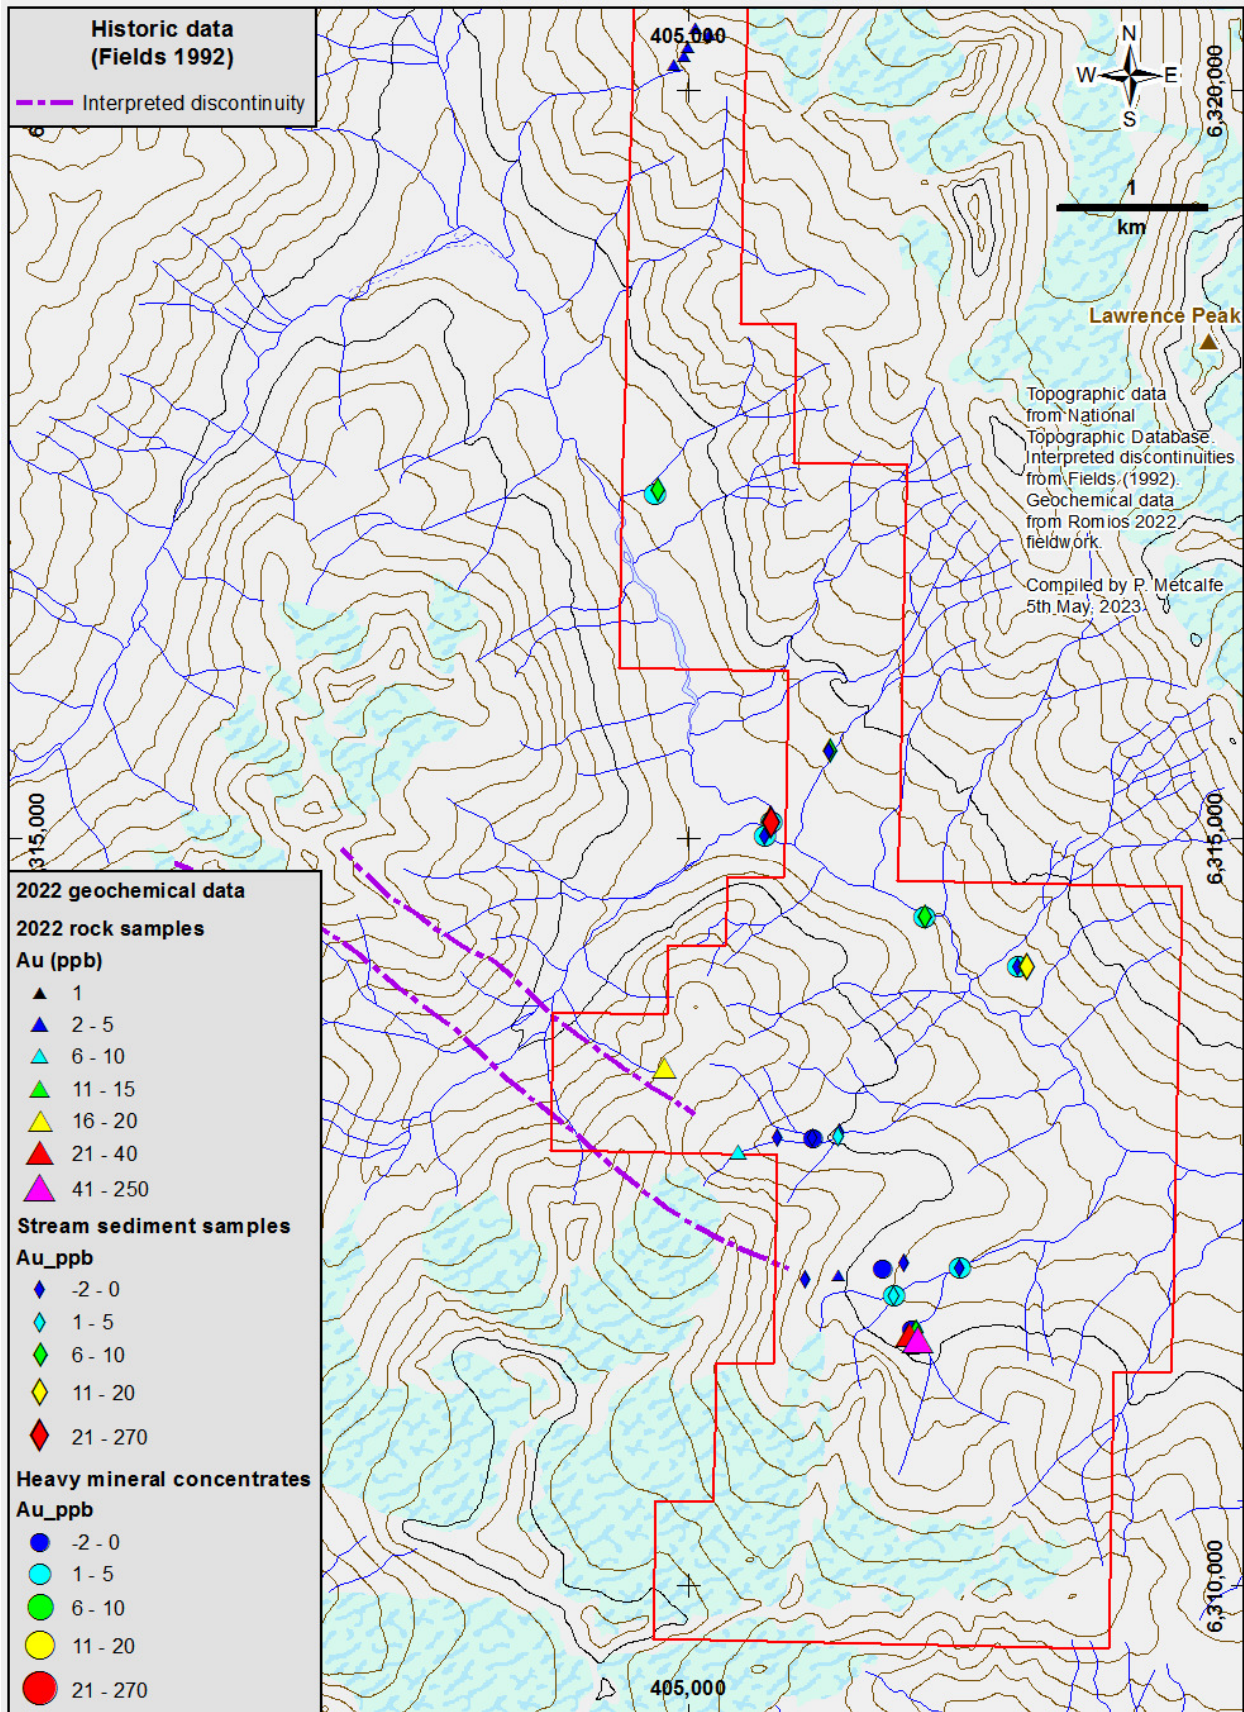 Historic data
(Fields 1992)
Interpreted discontinuity
405,000
N
W
E
S
6,320,000
1
km
Lawrence Peak
Topographic data
from National
Topographic Database.
Interpreted discontinuities
from Fields (1992).
Geochemical data
from Romios 2022
fieldwork.
Compiled by P. Metcalfe
5th May, 2023
315,000
6,315,000
2022 geochemical data
2022 rock samples
Au (ppb)
1
2 - 5
6 - 10
11 - 15
16 - 20
21 - 40
41 - 250
Stream sediment samples
Au_ppb
-2 - 0
1 - 5
6 - 10
11 - 20
21 - 270
Heavy mineral concentrates
Au_ppb
-2 - 0
1 - 5
6 - 10
11 - 20
21 - 270
6,310,000
405,000